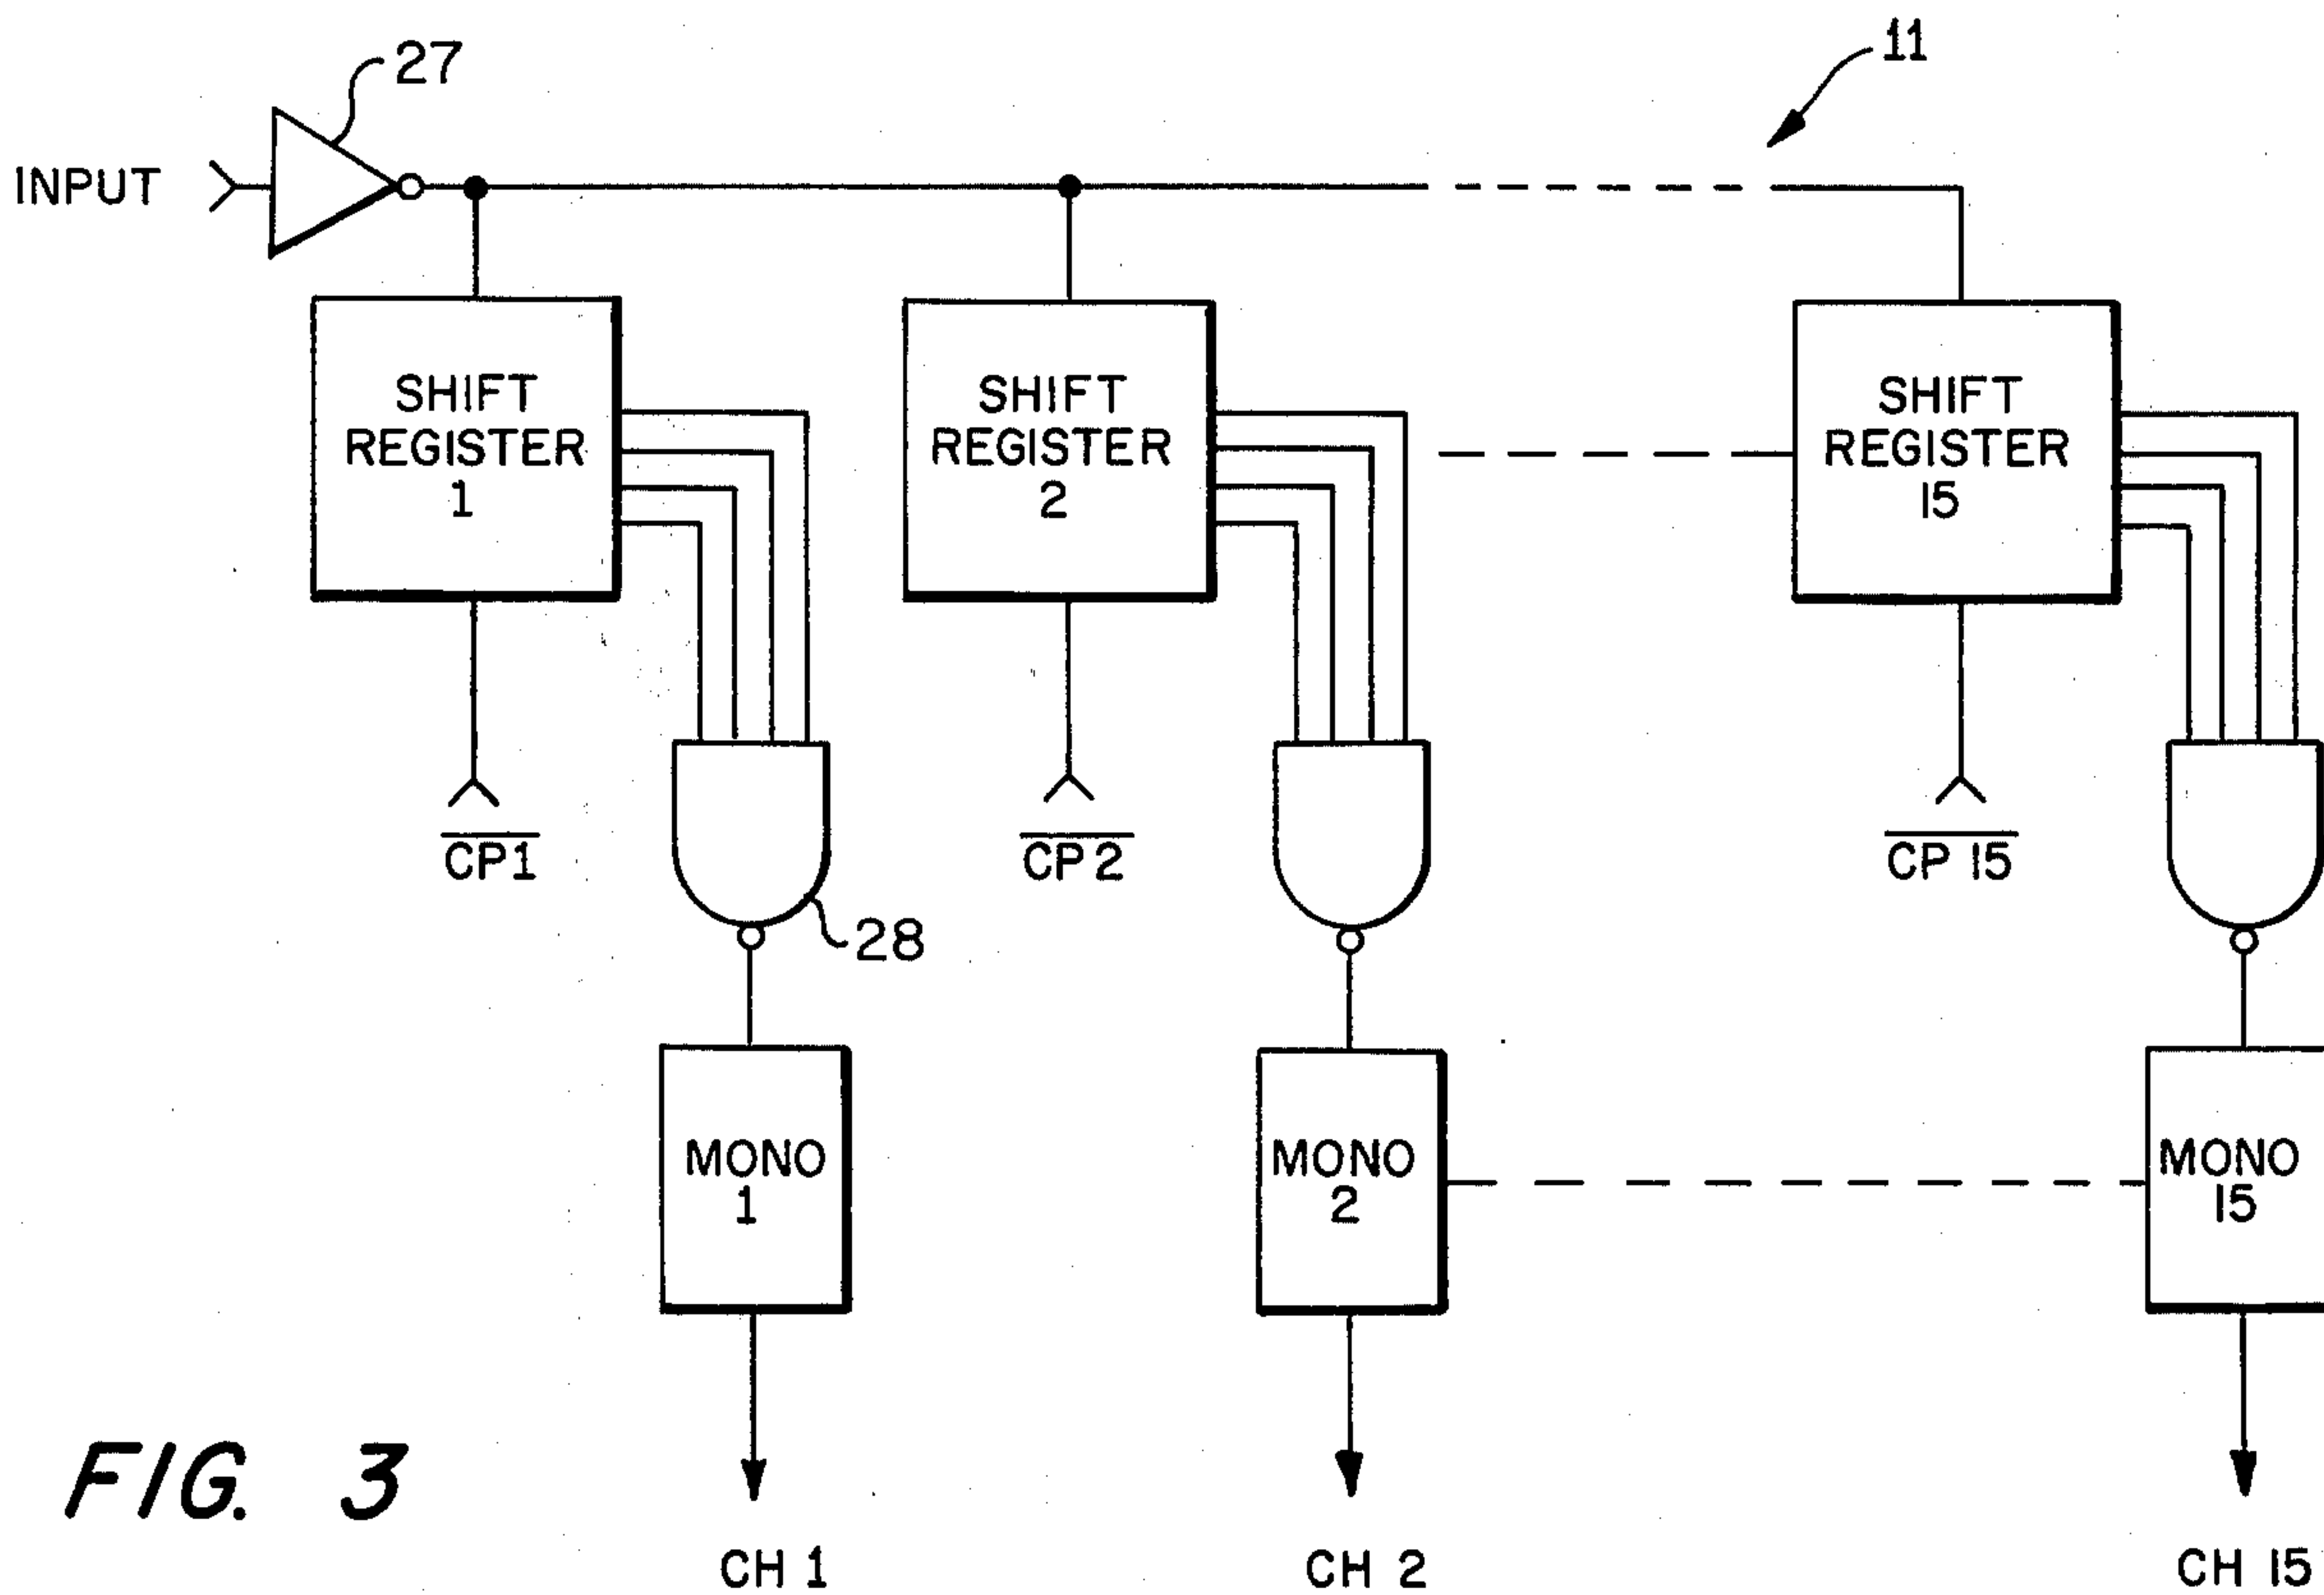 27
11
INPUT
SHIFT
REGISTER
1
SHIFT
REGISTER
2
SHIFT
REGISTER
15
CP1
CP2
CP 15
28
MONO
1
MONO
2
MONO
15
FIG. 3
CH 1
CH 2
CH 15